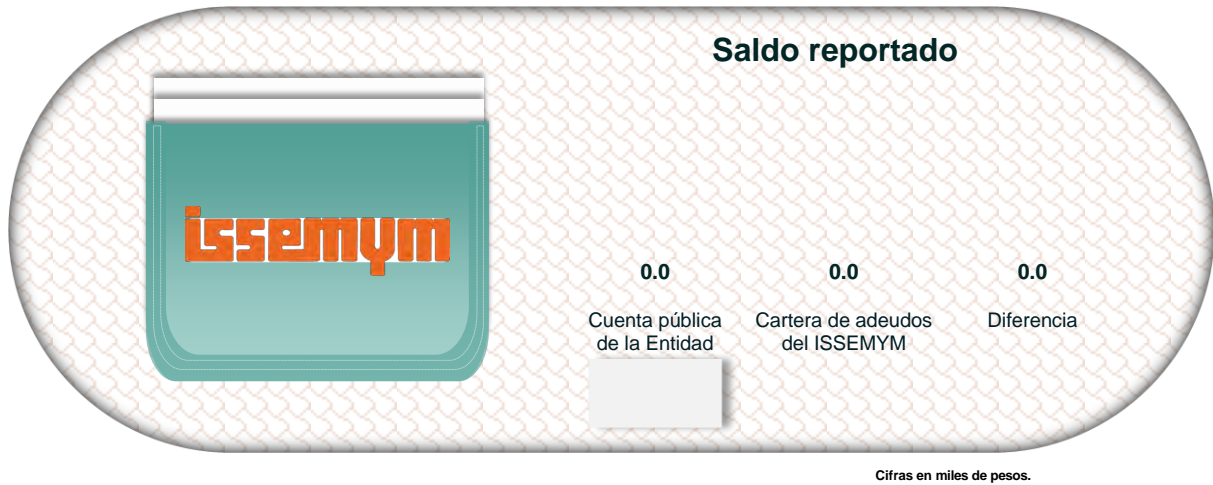 Saldo reportado
issemym
0.0 0.0 0.0
Cuenta pública Cartera de adeudos Diferencia
de la Entidad del ISSEMYM
Cifras en miles de pesos.